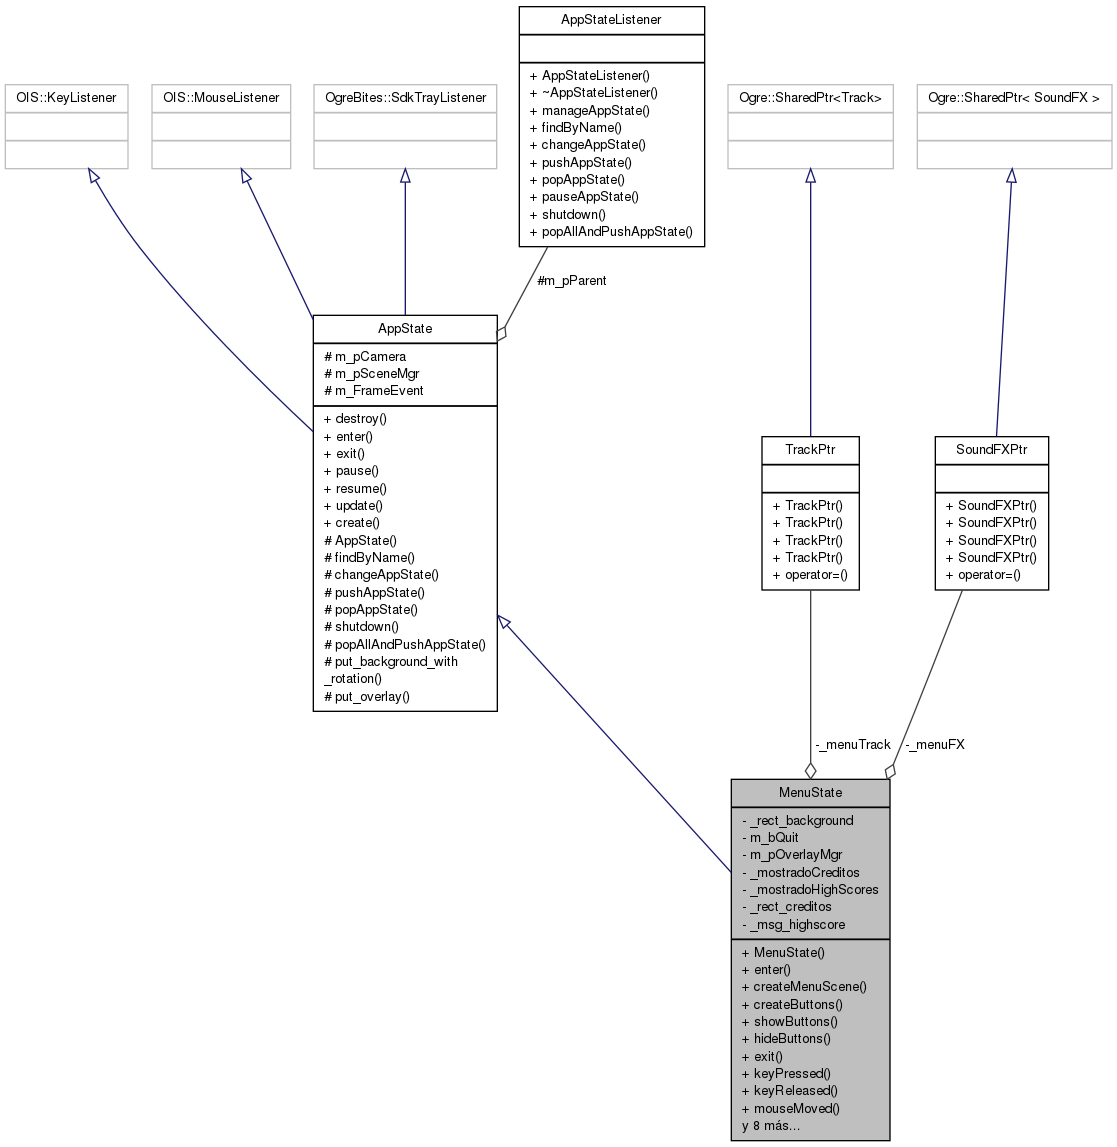 AppStateListener
+ AppStateListener()
+ ~AppStateListener()
+ manageAppState()
+ findByName()
+ changeAppState()
+ pushAppState()
+ popAppState()
+ pauseAppState()
+ shutdown()
+ popAllAndPushAppState()
OIS::KeyListener
OIS::MouseListener
OgreBites::SdkTrayListener
Ogre::SharedPtr<Track>
Ogre::SharedPtr< SoundFX >
#m_pParent
AppState
# m_pCamera
# m_pSceneMgr
# m_FrameEvent
+ destroy()
+ enter()
+ exit()
+ pause()
+ resume()
+ update()
+ create()
# AppState()
# findByName()
# changeAppState()
# pushAppState()
# popAppState()
# shutdown()
# popAllAndPushAppState()
# put_background_with
_rotation()
# put_overlay()
TrackPtr
+ TrackPtr()
+ TrackPtr()
+ TrackPtr()
+ TrackPtr()
+ operator=()
SoundFXPtr
+ SoundFXPtr()
+ SoundFXPtr()
+ SoundFXPtr()
+ SoundFXPtr()
+ operator=()
-_menuTrack
-_menuFX
MenuState
- _rect_background
- m_bQuit
- m_pOverlayMgr
- _mostradoCreditos
- _mostradoHighScores
- _rect_creditos
- _msg_highscore
+ MenuState()
+ enter()
+ createMenuScene()
+ createButtons()
+ showButtons()
+ hideButtons()
+ exit()
+ keyPressed()
+ keyReleased()
+ mouseMoved()
y 8 más...